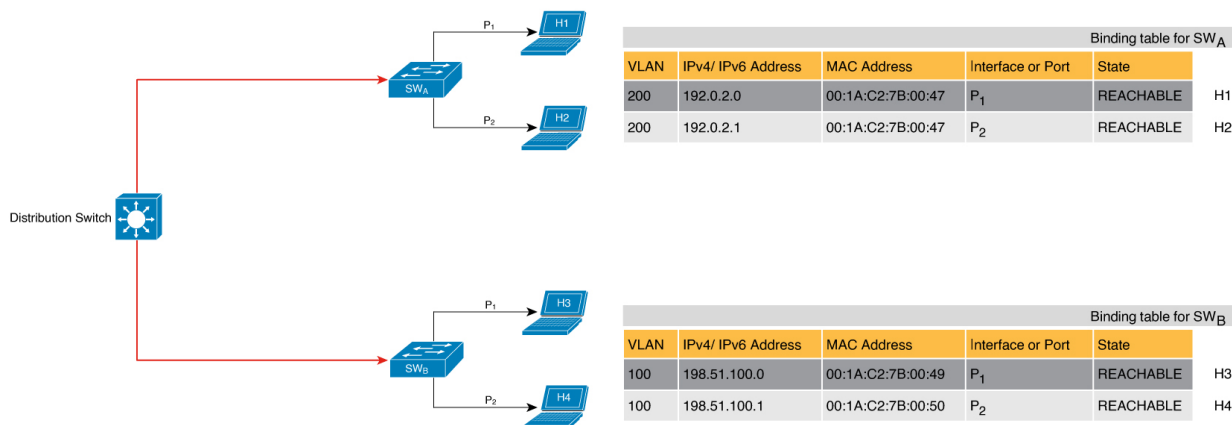 P1
H1
SWA
P2
H2
Binding table for SWA
VLAN IPv4/ IPv6 Address MAC Address Interface or Port State
200 192.0.2.0 00:1A:C2:7B:00:47 P1 REACHABLE H1
200 192.0.2.1 00:1A:C2:7B:00:47 P2 REACHABLE H2
Distribution Switch
P1
H3
SWB
P2
H4
Binding table for SWB
VLAN IPv4/ IPv6 Address MAC Address Interface or Port State
100 198.51.100.0 00:1A:C2:7B:00:49 P1 REACHABLE H3
100 198.51.100.1 00:1A:C2:7B:00:50 P2 REACHABLE H4